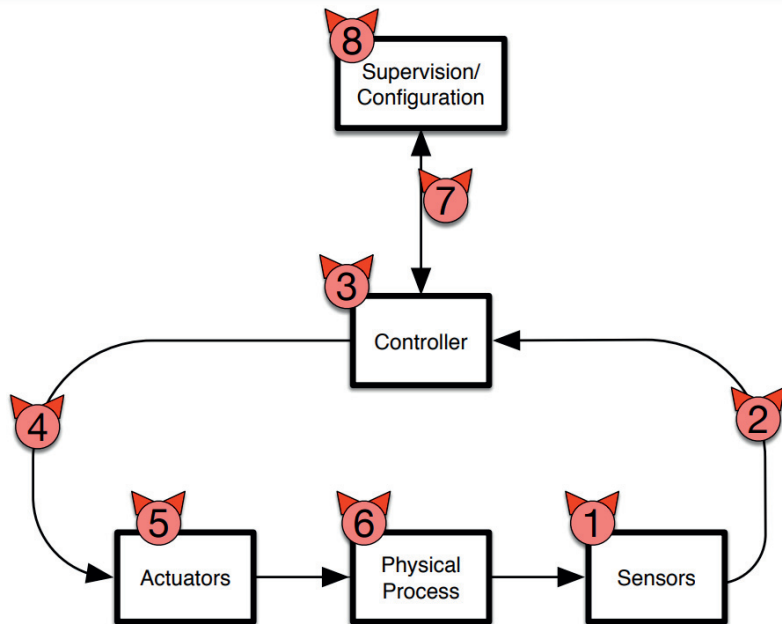 8
Supervision/
Configuration
7
3
Controller
4
2
5
Actuators
6
Physical
Process
1
Sensors